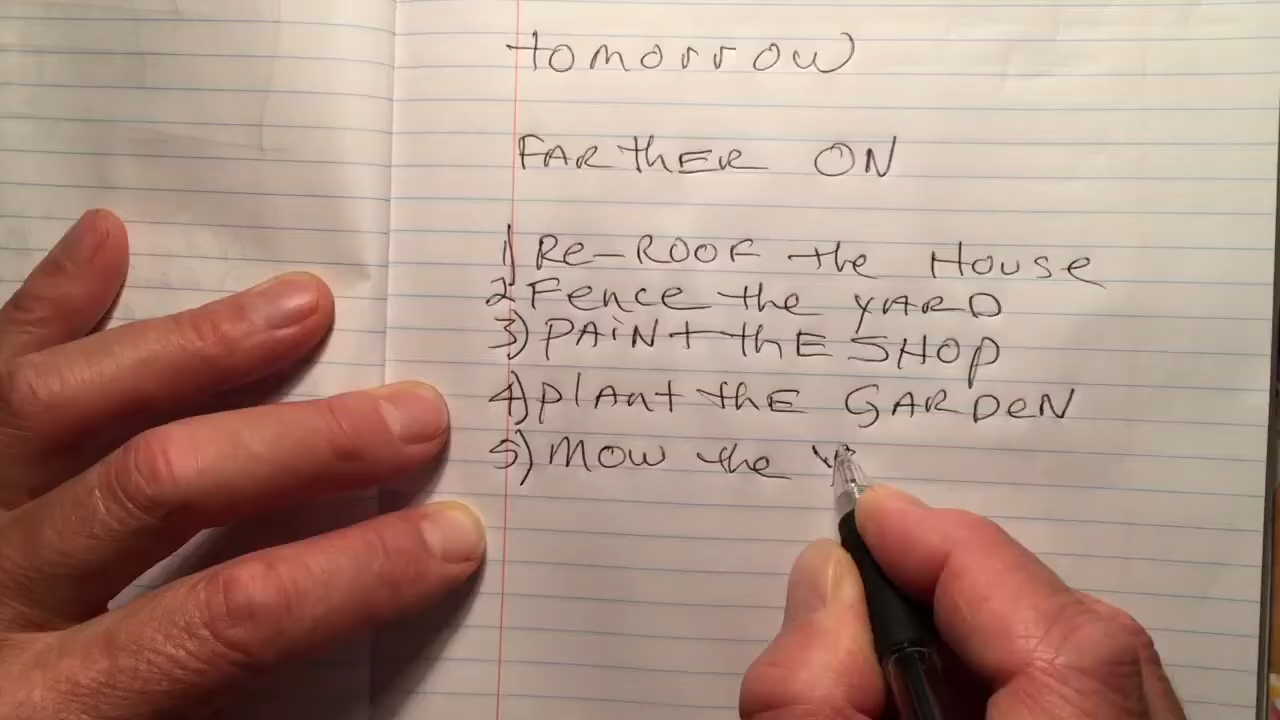 tomorrow
FARthER ON
1) Re-ROOF the House
2 Fence the YARD
3) PAiNt thE SHOP
4) plAnt thE GARDeN
5) Mow the